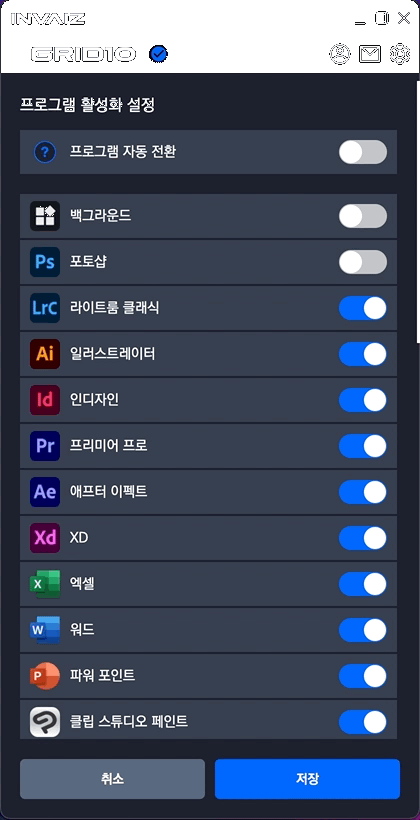 INVAIZ
GRID10
프로그램 활성화 설정
? 프로그램 자동 전환
백그라운드
Ps 포토샵
LrC 라이트룸 클래식
Ai 일러스트레이터
Id 인디자인
Pr 프리미어 프로
Ae 애프터 이펙트
Xd XD
X 엑셀
W 워드
P 파워 포인트
클립 스튜디오 페인트
취소 저장